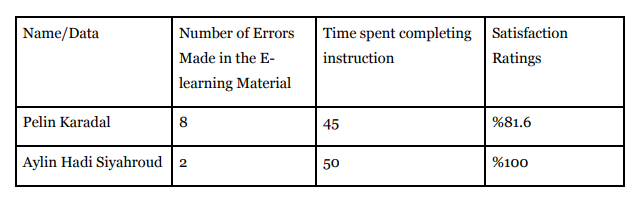 Name/Data
Number of Errors
Made in the E-
learning Material
Time spent completing
instruction
Satisfaction
Ratings
Pelin Karadal
8
45
%81.6
Aylin Hadi Siyahroud
2
50
%100